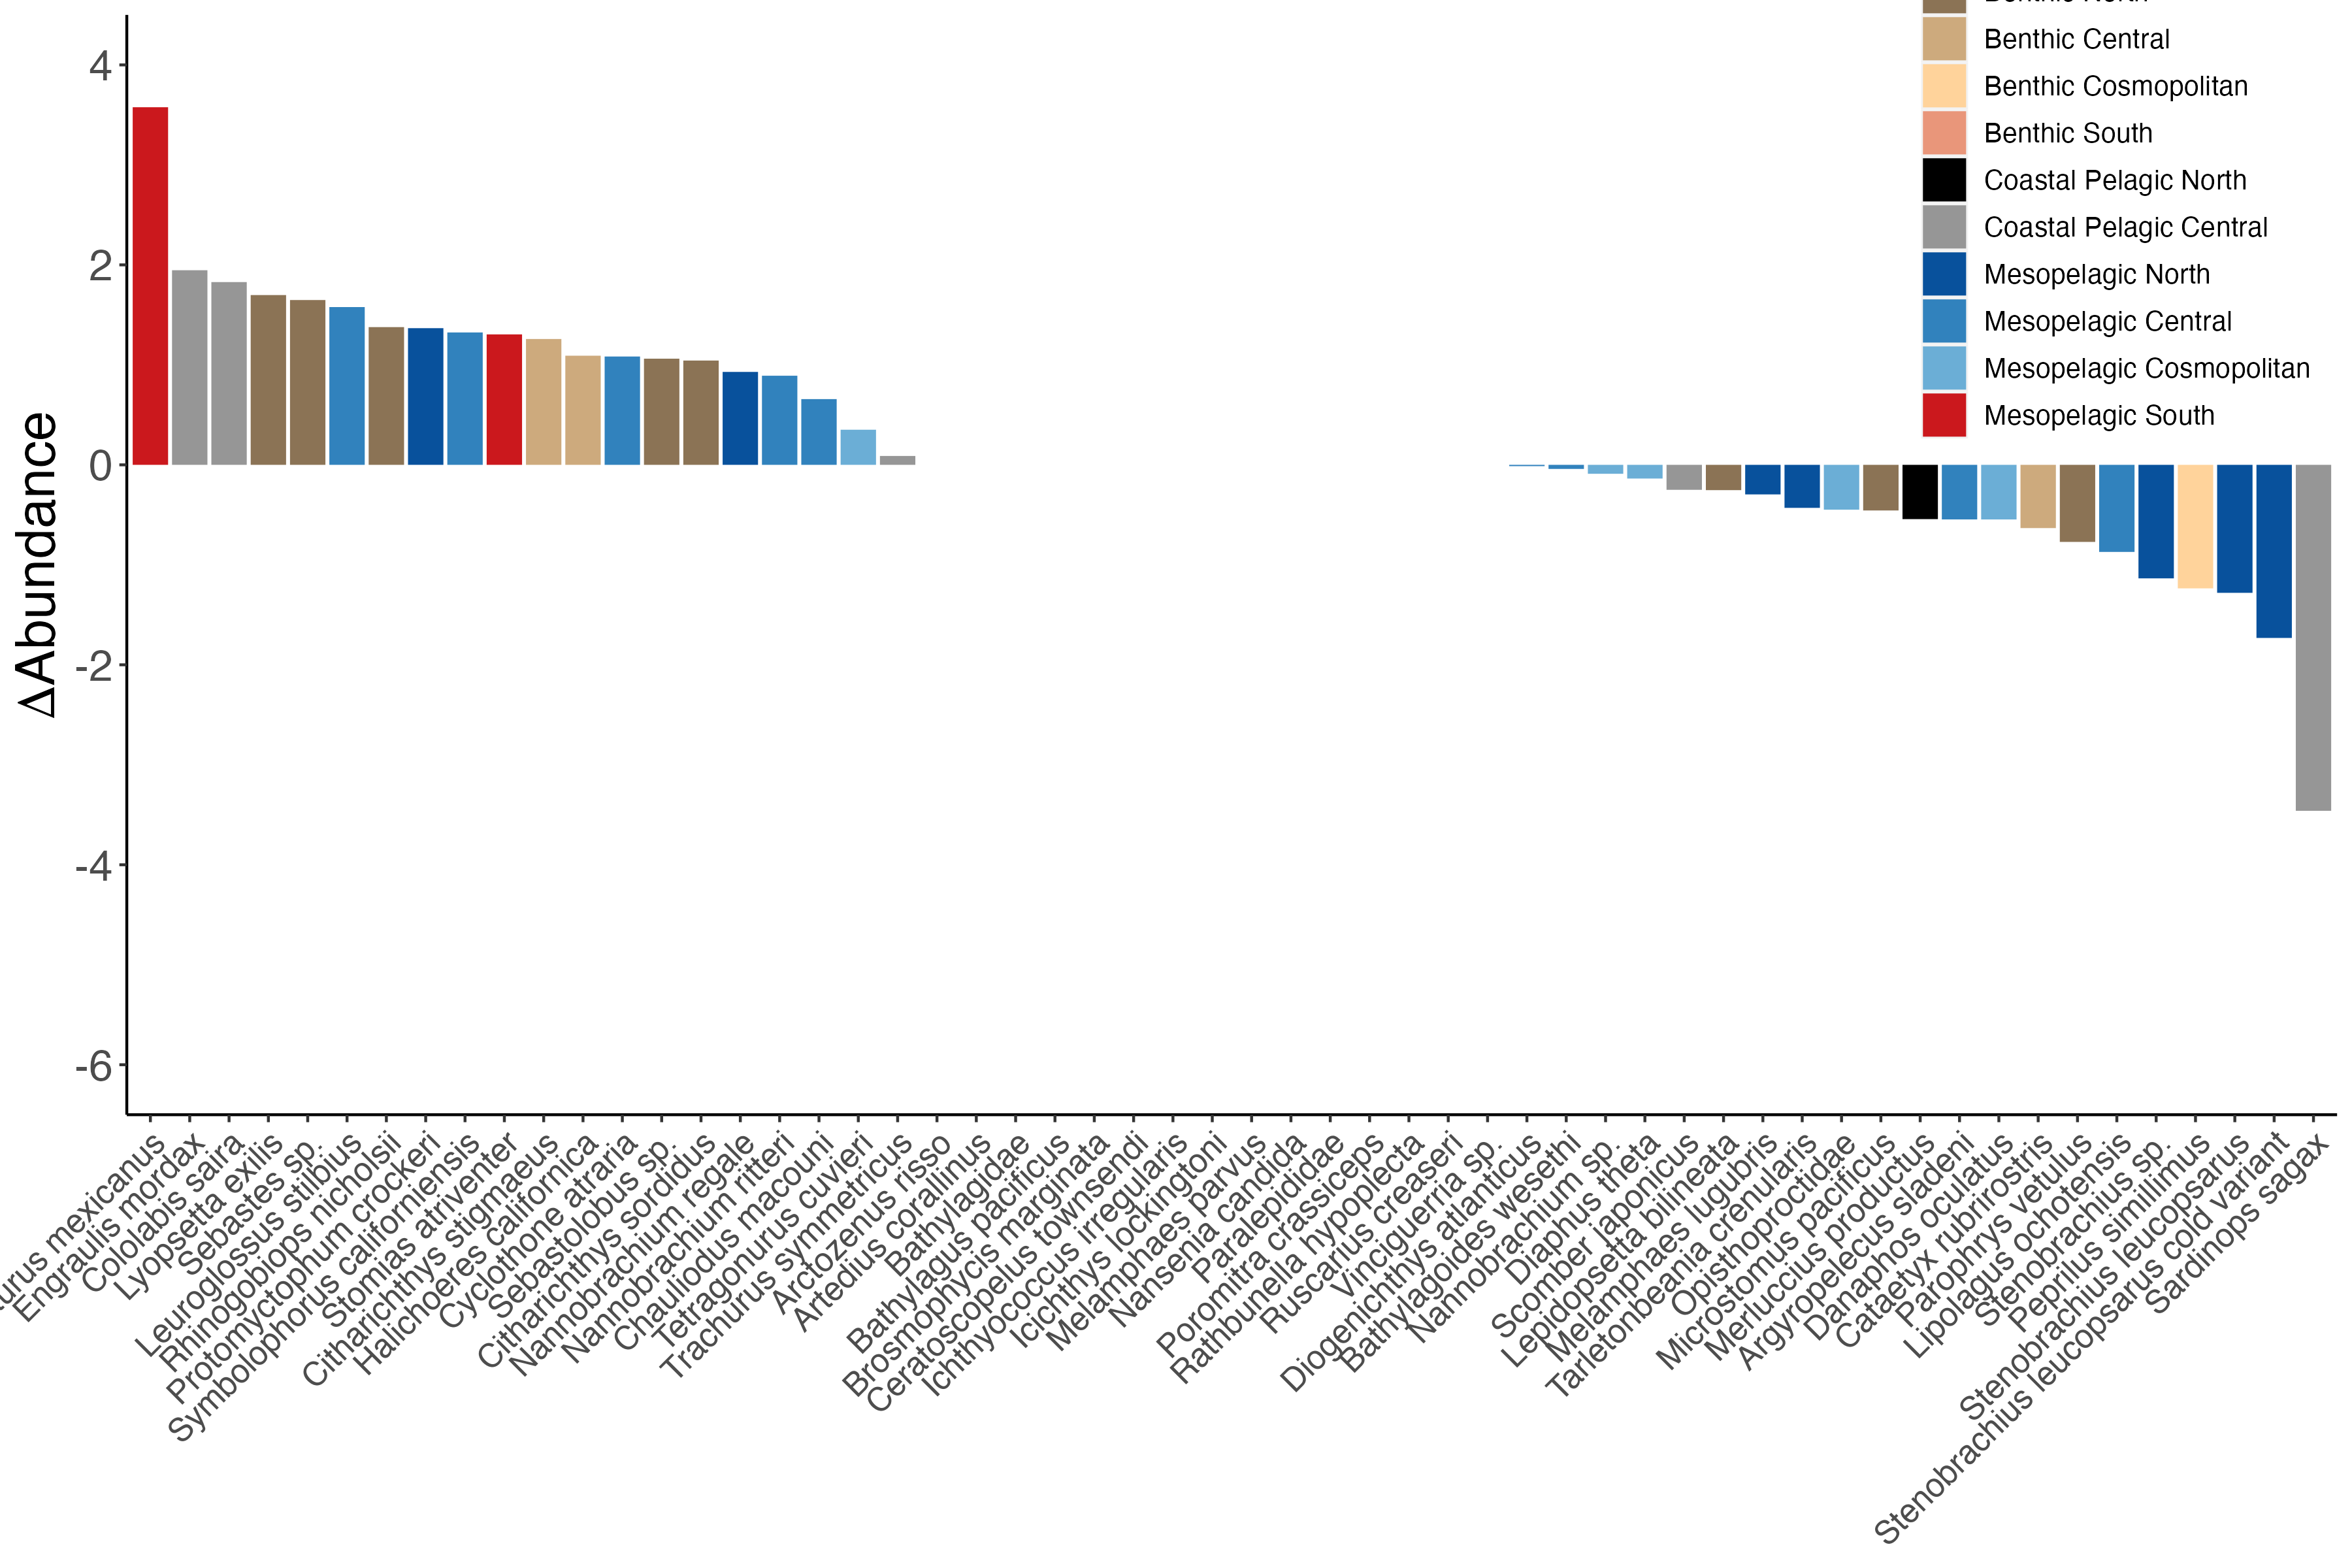 Benthic North
Benthic Central
Benthic Cosmopolitan
Benthic South
Coastal Pelagic North
Coastal Pelagic Central
Mesopelagic North
Mesopelagic Central
Mesopelagic Cosmopolitan
Mesopelagic South
ΔAbundance
4
2
0
-2
-4
-6
mexicanus
Engraulis mordax
Cololabis saira
Lyopsetta exilis
Sebastes sp.
Leuroglossus stilbius
Rhinogobiops nicholsii
Protomyctophum crockeri
Symbolophorus californiensis
Stomias atriventer
Citharichthys stigmaeus
Halichoeres californica
Cyclothone atraria
Sebastolobus sp.
Citharichthys sordidus
Nannobrachium regale
Nannobrachium ritteri
Chauliodus macouni
Tetragonurus cuvieri
Trachurus symmetricus
Arctozenus risso
Artedius corallinus
Bathylagidae
Bathylagus pacificus
Brosmophycis marginata
Ceratoscopelus townsendi
Ichthyococcus irregularis
Icichthys lockingtoni
Melamphaes parvus
Nansenia candida
Paralepididae
Poromitra crassiceps
Rathbunella hypoplecta
Ruscarius creaseri
Vinciguerria sp.
Diogenichthys atlanticus
Bathylagoides wesethi
Nannobrachium sp.
Diaphus theta
Scomber japonicus
Lepidopsetta bilineata
Melamphaes lugubris
Tarletonbeania crenularis
Opisthoproctidae
Microstomus pacificus
Merluccius productus
Argyropelecus sladeni
Danaphos oculatus
Cataetyx rubrirostris
Parophrys vetulus
Lipolagus ochotensis
Stenobrachius sp.
Peprilus simillimus
Stenobrachius leucopsarus
Stenobrachius leucopsarus cold variant
Sardinops sagax